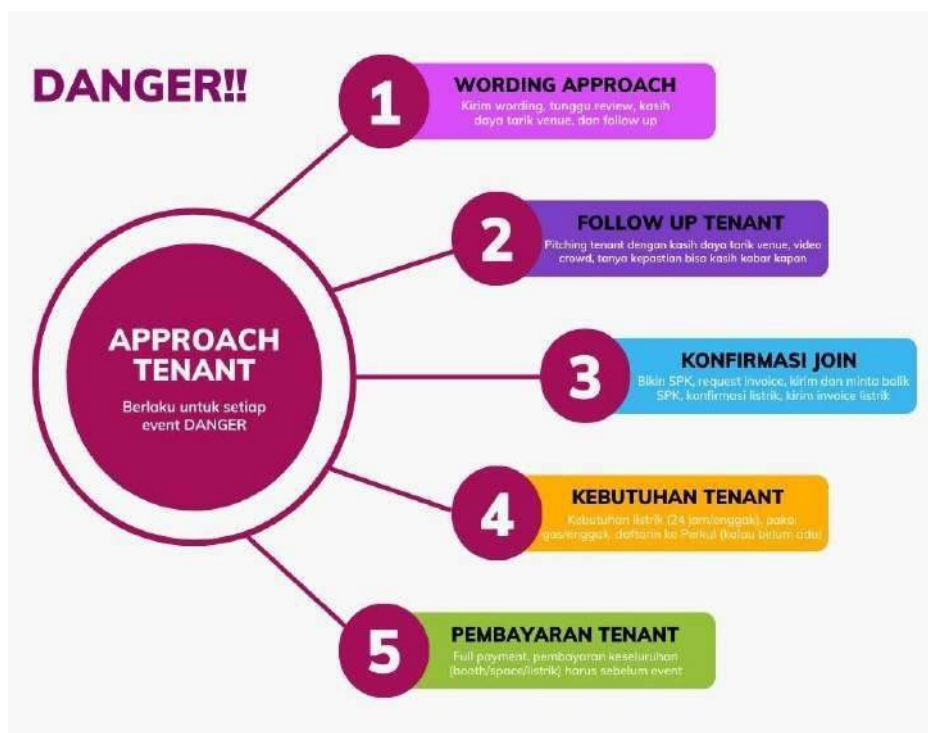 DANGER!!
1
WORDING APPROACH
Kirim wording, tunggu review, kasih
daya tarik venue, dan follow up
2
FOLLOW UP TENANT
Pitching tenant dengan kasih daya tarik venue, video
crowd, tanya kepastian bisa kasih kabar kapan
APPROACH
TENANT
Berlaku untuk setiap
event DANGER
3
KONFIRMASI JOIN
Bikin SPK, request invoice, kirim dan minta balik
SPK, konfirmasi listrik, kirim invoice listrik
4
KEBUTUHAN TENANT
Kebutuhan listrik (24 jam/enggak), pakai
gas/enggak, daftarin ke Perkul (kalau belum ada)
5
PEMBAYARAN TENANT
Full payment, pembayaran keseluruhan
(booth/space/listrik) harus sebelum event